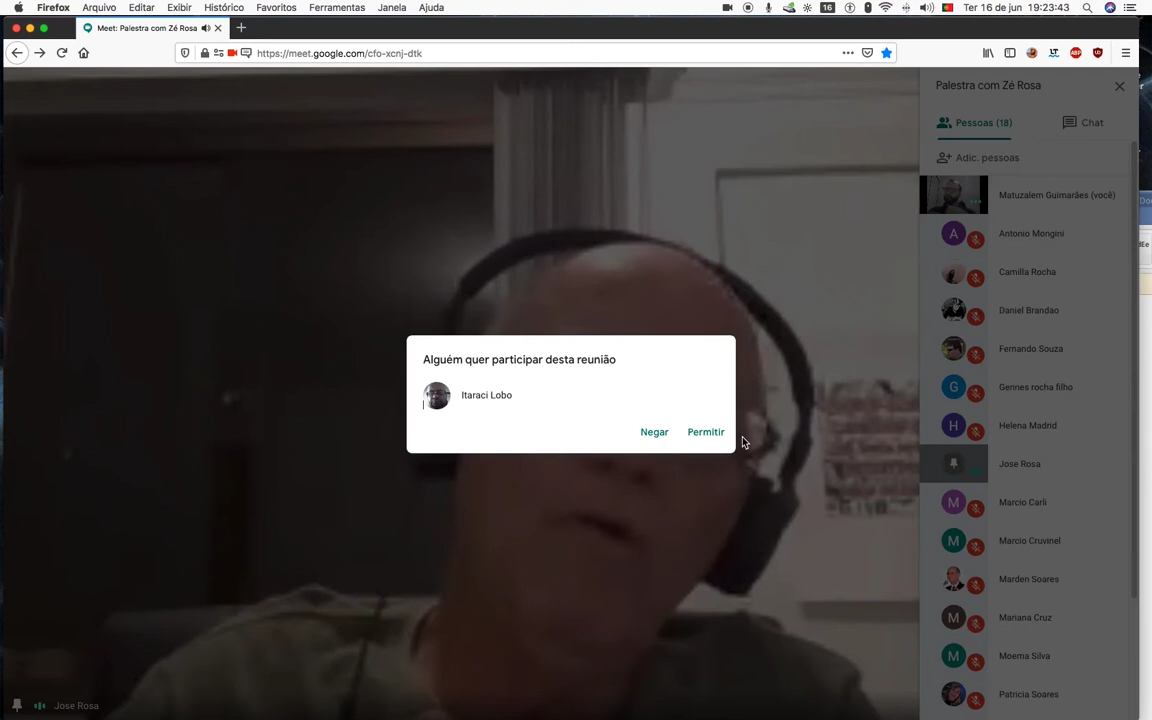 Firefox Arquivo Editar Exibir Histórico Favoritos Ferramentas Janela Ajuda 16 Ter 16 de jun 19:23:43
Meet: Palestra com Zé Rosa
https://meet.google.com/cfo-xcnj-dtk
Palestra com Zé Rosa
Pessoas (18) Chat
Adic. pessoas
Matuzalem Guimarães (você)
A Antonio Mongini
Camilla Rocha
Daniel Brandao
Fernando Souza
G Gennes rocha filho
H Helena Madrid
Jose Rosa
M Marcio Carli
M Marcio Cruvinel
Marden Soares
M Mariana Cruz
M Moema Silva
Patricia Soares
Alguém quer participar desta reunião
Itaraci Lobo
Negar Permitir
Jose Rosa